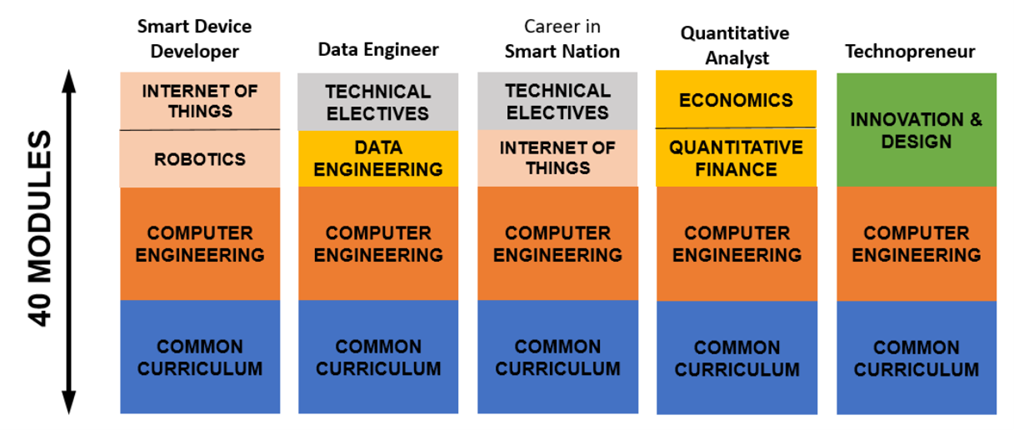 Smart Device
Developer
INTERNET OF
THINGS
ROBOTICS
COMPUTER
ENGINEERING
COMMON
CURRICULUM
Data Engineer
TECHNICAL
ELECTIVES
DATA
ENGINEERING
COMPUTER
ENGINEERING
COMMON
CURRICULUM
Career in
Smart Nation
TECHNICAL
ELECTIVES
INTERNET OF
THINGS
COMPUTER
ENGINEERING
COMMON
CURRICULUM
Quantitative
Analyst
ECONOMICS
QUANTITATIVE
FINANCE
COMPUTER
ENGINEERING
COMMON
CURRICULUM
Technopreneur
INNOVATION &
DESIGN
COMPUTER
ENGINEERING
COMMON
CURRICULUM
40 MODULES